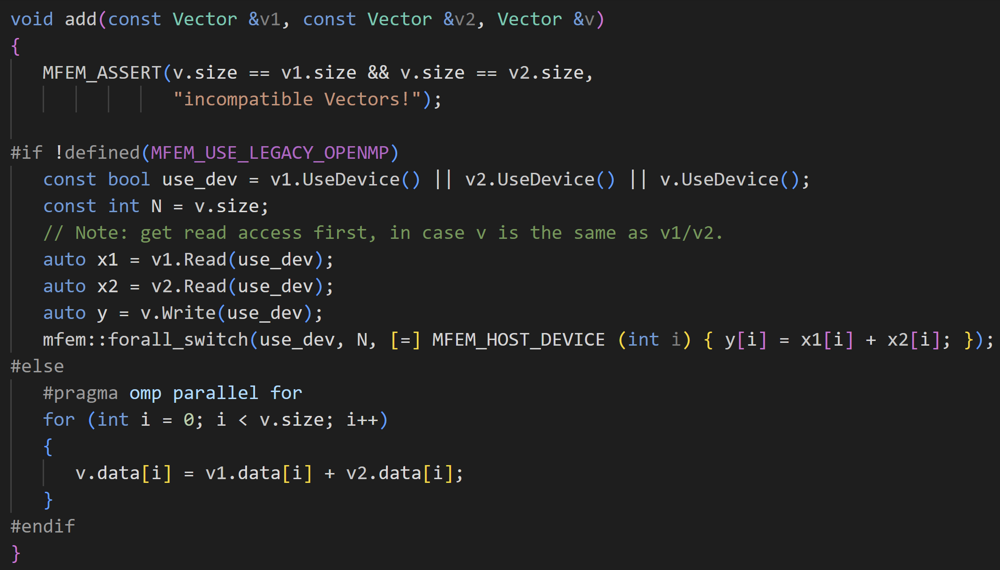 void add(const Vector &v1, const Vector &v2, Vector &v)
{
   MFEM_ASSERT(v.size == v1.size && v.size == v2.size,
               "incompatible Vectors!");

#if !defined(MFEM_USE_LEGACY_OPENMP)
   const bool use_dev = v1.UseDevice() || v2.UseDevice() || v.UseDevice();
   const int N = v.size;
   // Note: get read access first, in case v is the same as v1/v2.
   auto x1 = v1.Read(use_dev);
   auto x2 = v2.Read(use_dev);
   auto y = v.Write(use_dev);
   mfem::forall_switch(use_dev, N, [=] MFEM_HOST_DEVICE (int i) { y[i] = x1[i] + x2[i]; });
#else
   #pragma omp parallel for
   for (int i = 0; i < v.size; i++)
   {
      v.data[i] = v1.data[i] + v2.data[i];
   }
#endif
}